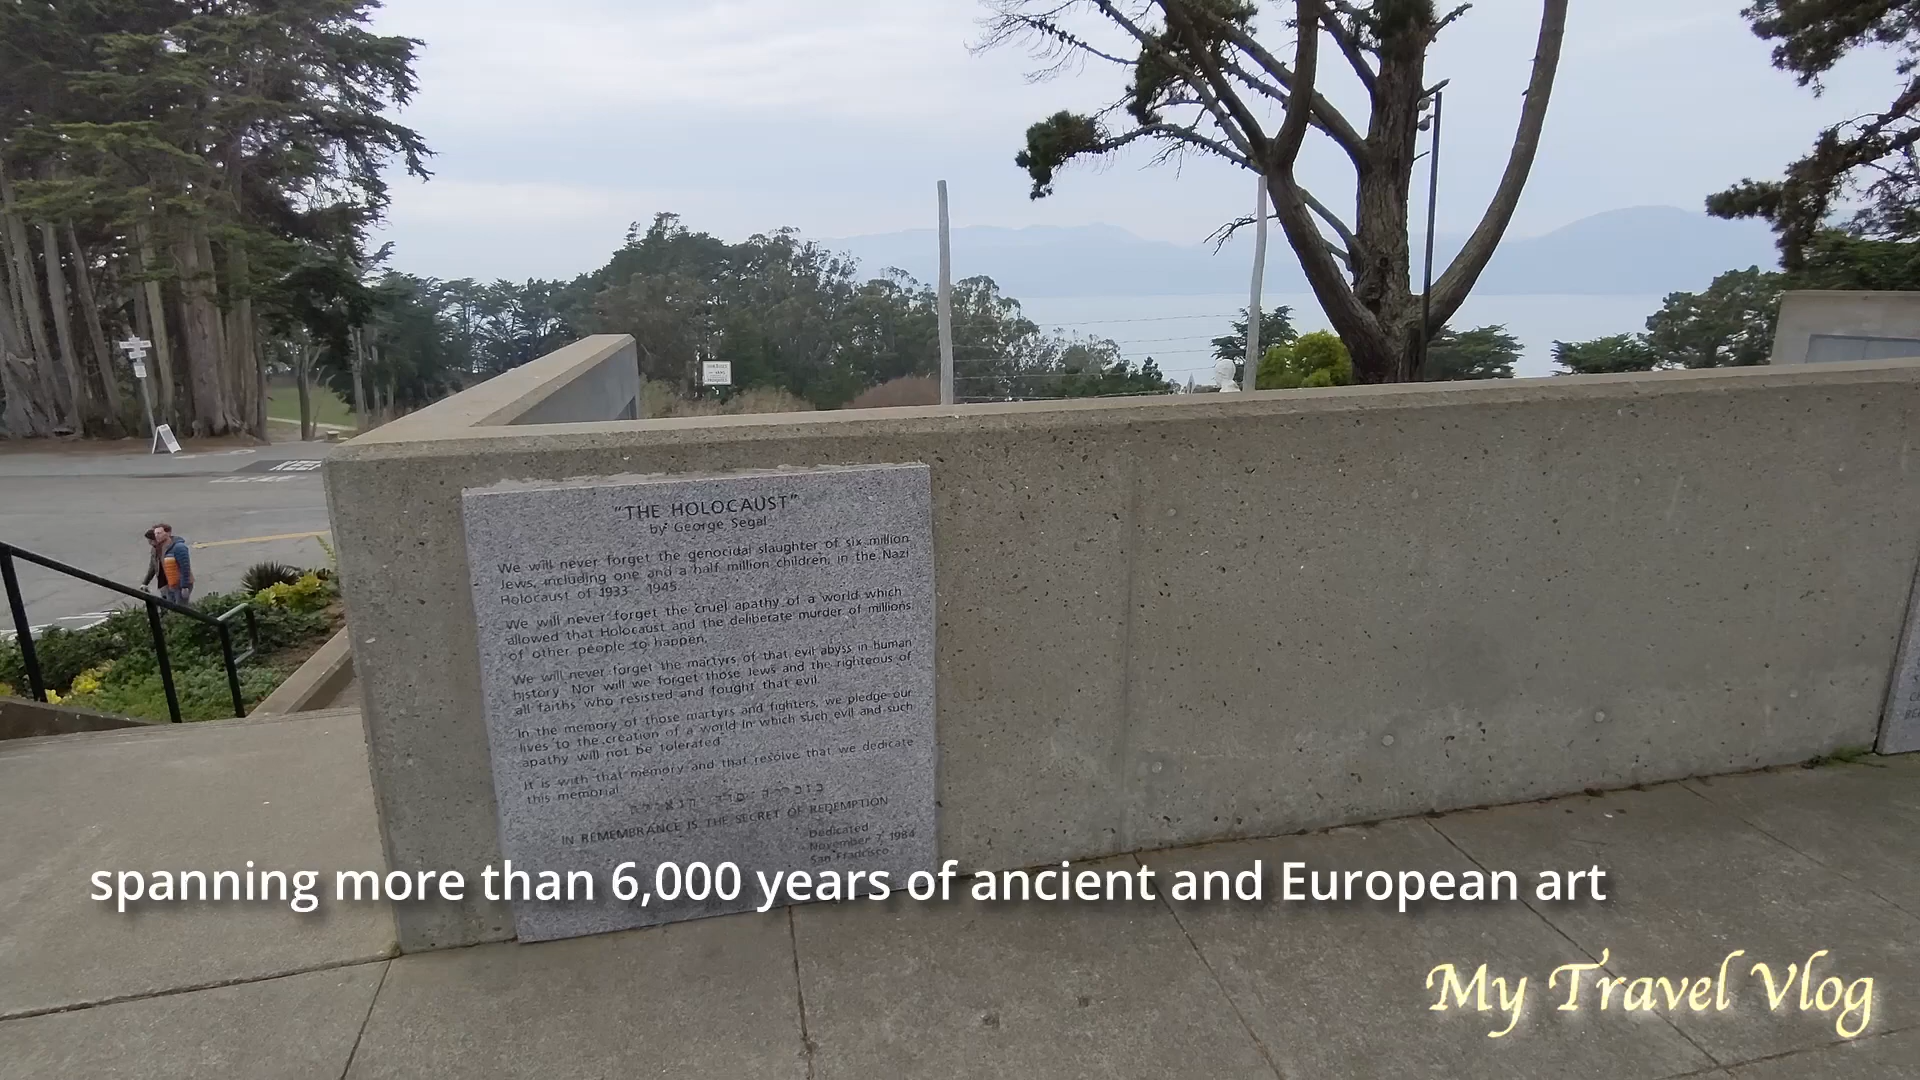 "THE HOLOCAUST"
by George Segal
We will never forget the genocidal slaughter of six million
Jews, including one and a half million children, in the Nazi
Holocaust of 1933 - 1945.
We will never forget the cruel apathy of a world which
allowed that Holocaust and the deliberate murder of millions
of other people to happen.
We will never forget the martyrs of that evil abyss in human
history. Nor will we forget those Jews and the righteous of
all faiths who resisted and fought that evil.
In the memory of those martyrs and fighters, we pledge our
lives to the creation of a world in which such evil and such
apathy will not be tolerated.
It is with that memory and that resolve that we dedicate
this memorial.
IN REMEMBRANCE IS THE SECRET OF REDEMPTION
Dedicated
November 7, 1984
San Francisco
spanning more than 6,000 years of ancient and European art
My Travel Vlog